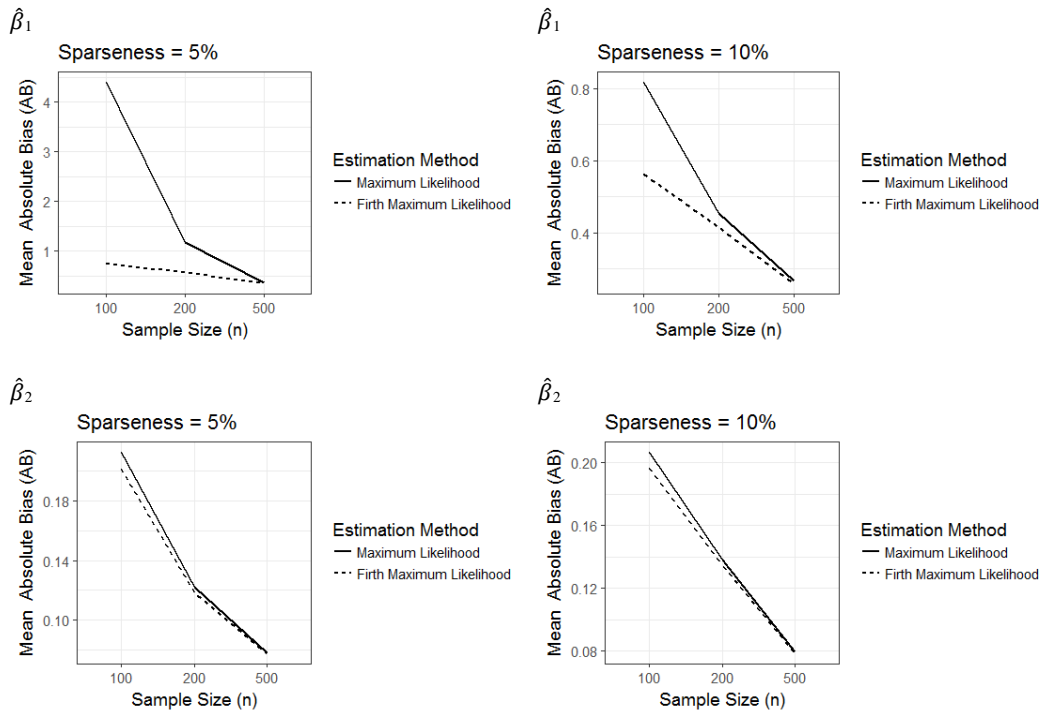 β̂1
Sparseness = 5%
Mean Absolute Bias (AB)
4
3
2
1
100 200 500
Sample Size (n)
Estimation Method
Maximum Likelihood
Firth Maximum Likelihood
β̂1
Sparseness = 10%
Mean Absolute Bias (AB)
0.8
0.6
0.4
100 200 500
Sample Size (n)
Estimation Method
Maximum Likelihood
Firth Maximum Likelihood
β̂2
Sparseness = 5%
Mean Absolute Bias (AB)
0.18
0.14
0.10
100 200 500
Sample Size (n)
Estimation Method
Maximum Likelihood
Firth Maximum Likelihood
β̂2
Sparseness = 10%
Mean Absolute Bias (AB)
0.20
0.16
0.12
0.08
100 200 500
Sample Size (n)
Estimation Method
Maximum Likelihood
Firth Maximum Likelihood